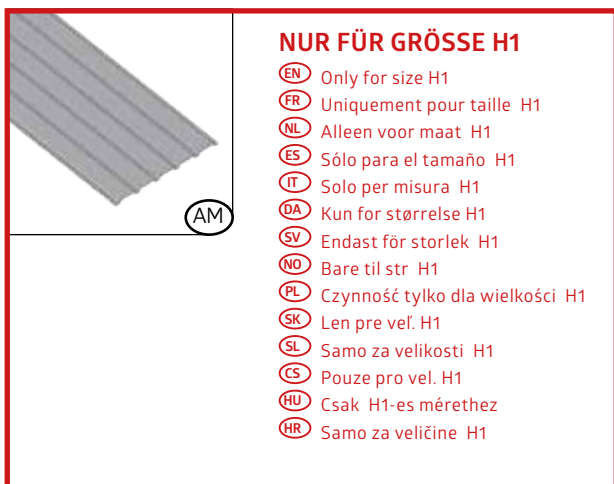 AM
NUR FÜR GRÖSSE H1
EN Only for size H1
FR Uniquement pour taille H1
NL Alleen voor maat H1
ES Sólo para el tamaño H1
IT Solo per misura H1
DA Kun for størrelse H1
SV Endast för storlek H1
NO Bare til str H1
PL Czynność tylko dla wielkości H1
SK Len pre veľ. H1
SL Samo za velikosti H1
CS Pouze pro vel. H1
HU Csak H1-es mérethez
HR Samo za veličine H1